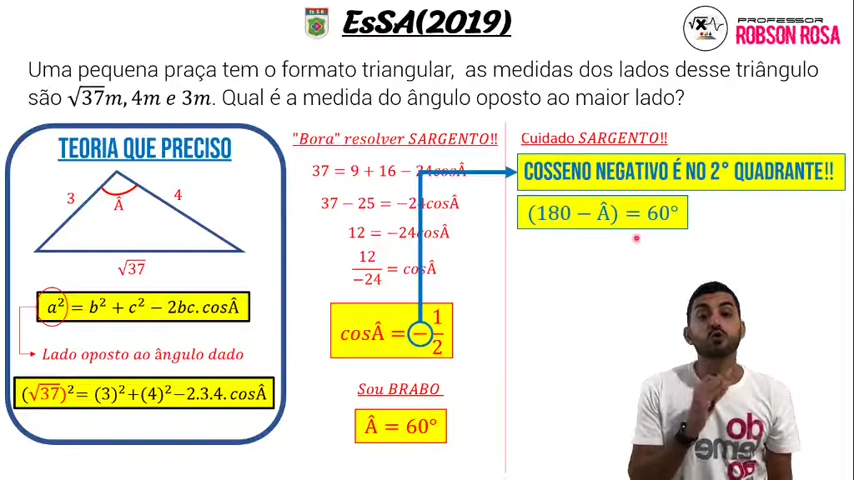 EsSA(2019)
PROFESSOR
ROBSON ROSA
Uma pequena praça tem o formato triangular, as medidas dos lados desse triângulo
são √37m, 4m e 3m. Qual é a medida do ângulo oposto ao maior lado?
TEORIA QUE PRECISO
3
4
Â
√37
a² = b² + c² − 2bc.cosÂ
Lado oposto ao ângulo dado
(√37)² = (3)²+(4)²−2.3.4.cosÂ
"Bora" resolver SARGENTO!!
37 = 9 + 16 − 24cosÂ
37 − 25 = −24cosÂ
12 = −24cosÂ
12/−24 = cosÂ
cosÂ = −1/2
Sou BRABO
Â = 60°
Cuidado SARGENTO!!
COSSENO NEGATIVO É NO 2° QUADRANTE!!
(180 − Â) = 60°